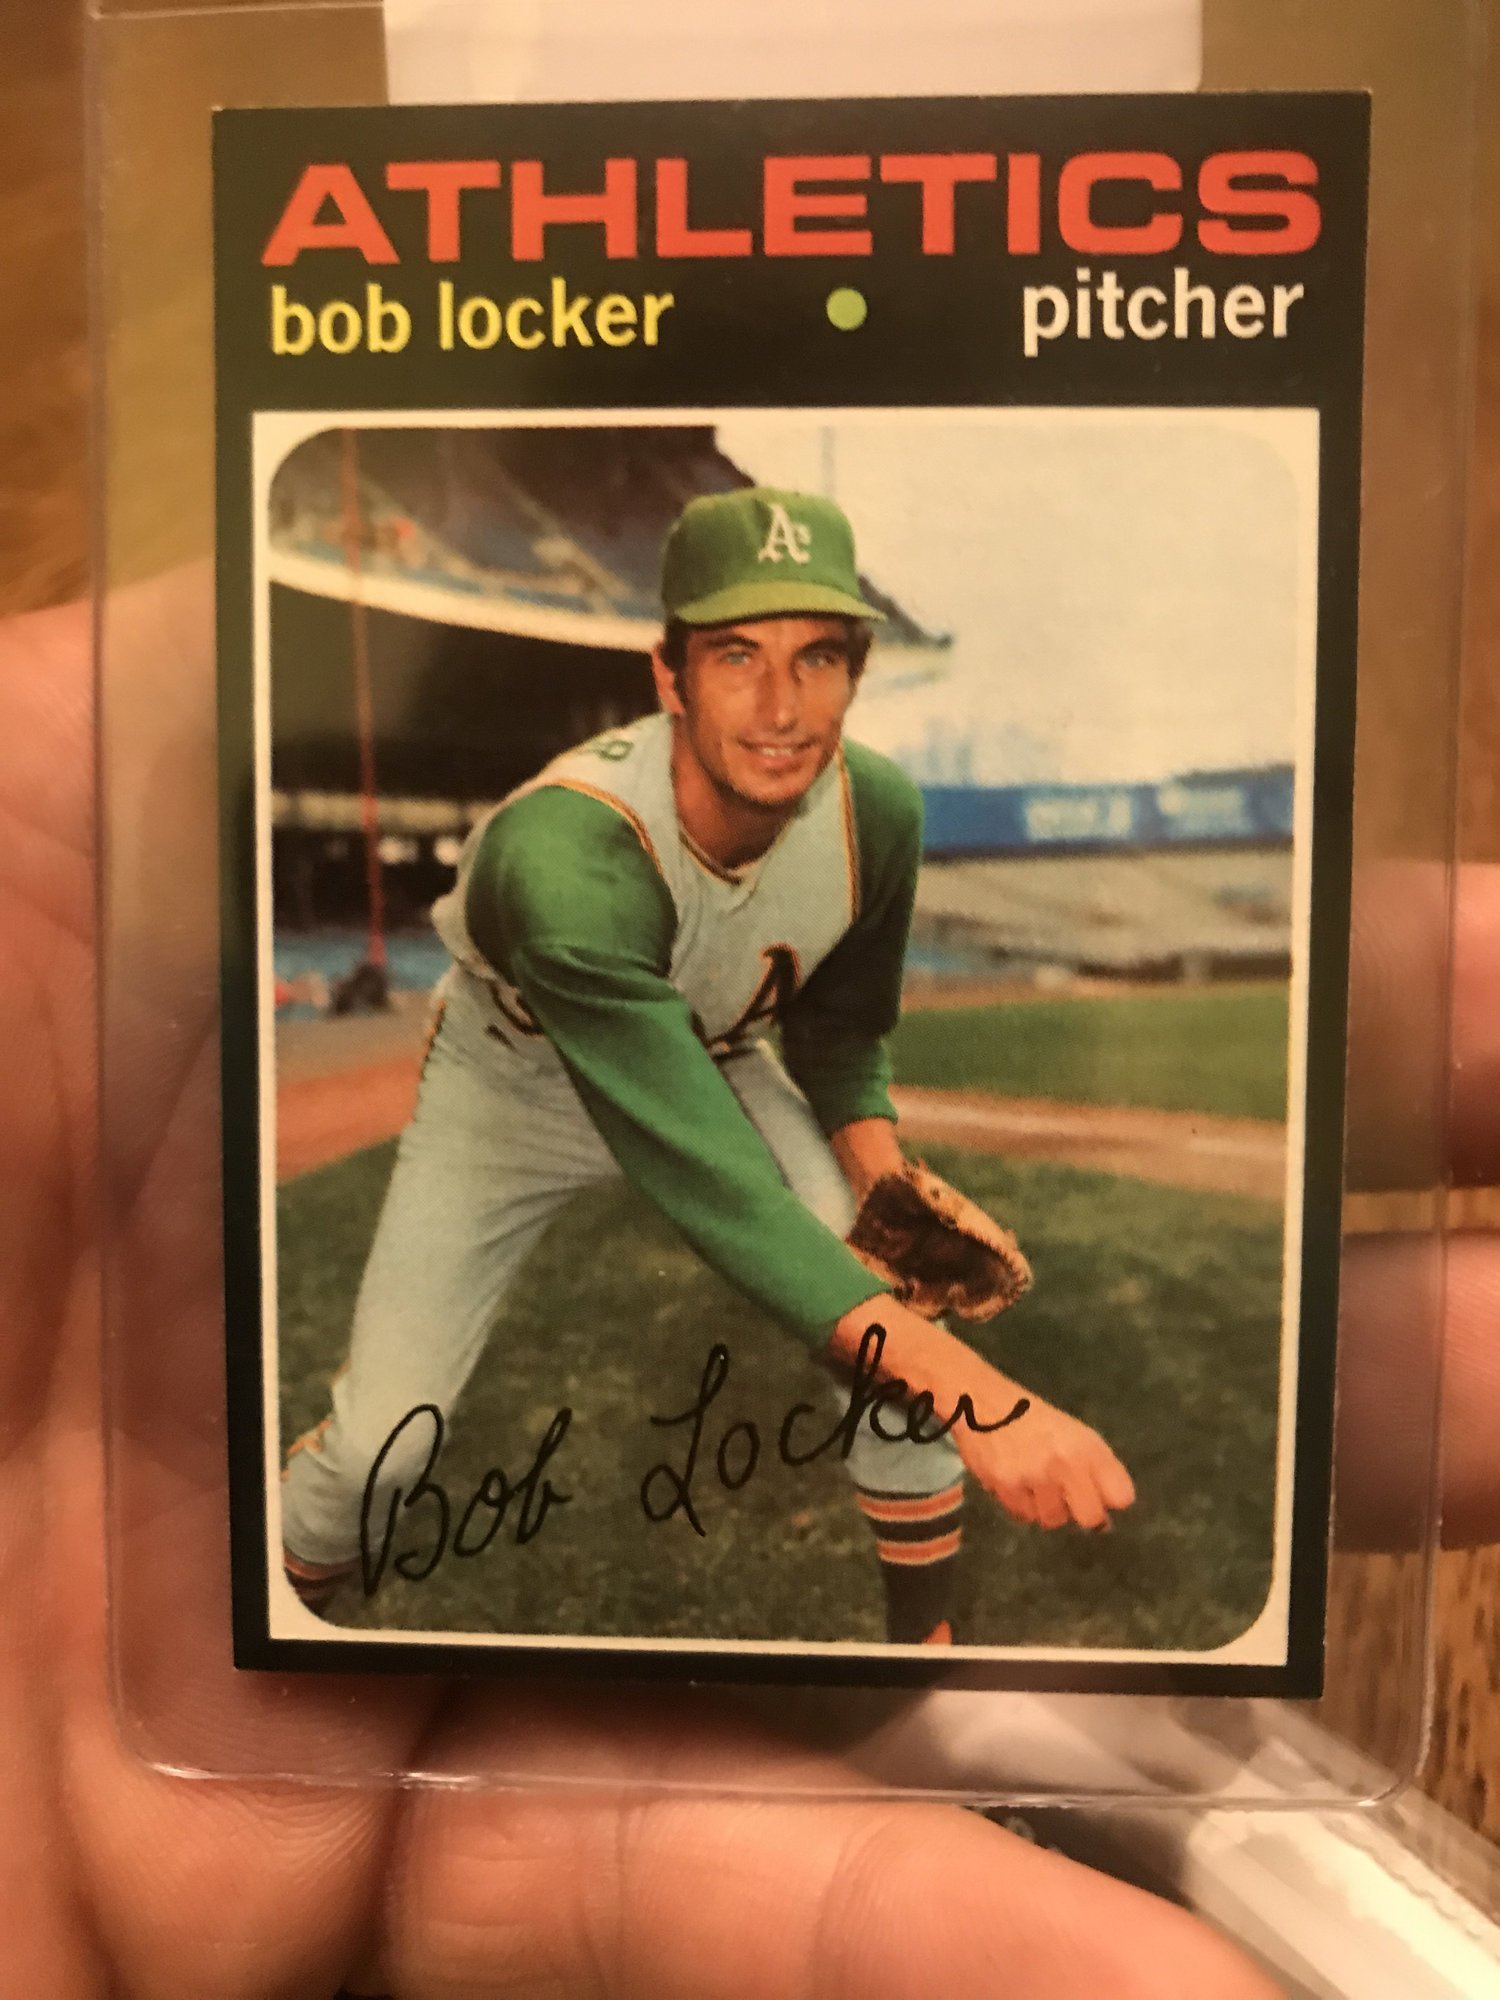 ATHLETICS
bob locker • pitcher
A's
A
Bob Locker